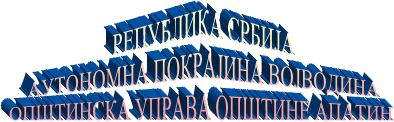 РЕПУБЛИКА СРБИЈА
АУТОНОМНА ПОКРАЈИНА ВОЈВОДИНА
ОПШТИНСКА УПРАВА ОПШТИНЕ АПАТИН